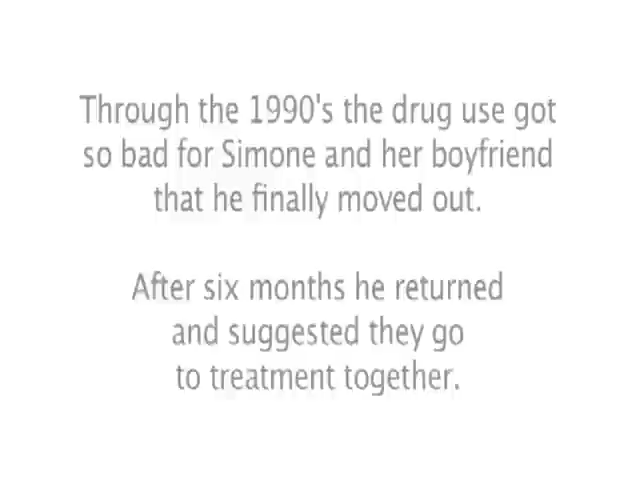 Through the 1990's the drug use got
so bad for Simone and her boyfriend
that he finally moved out.
After six months he returned
and suggested they go
to treatment together.